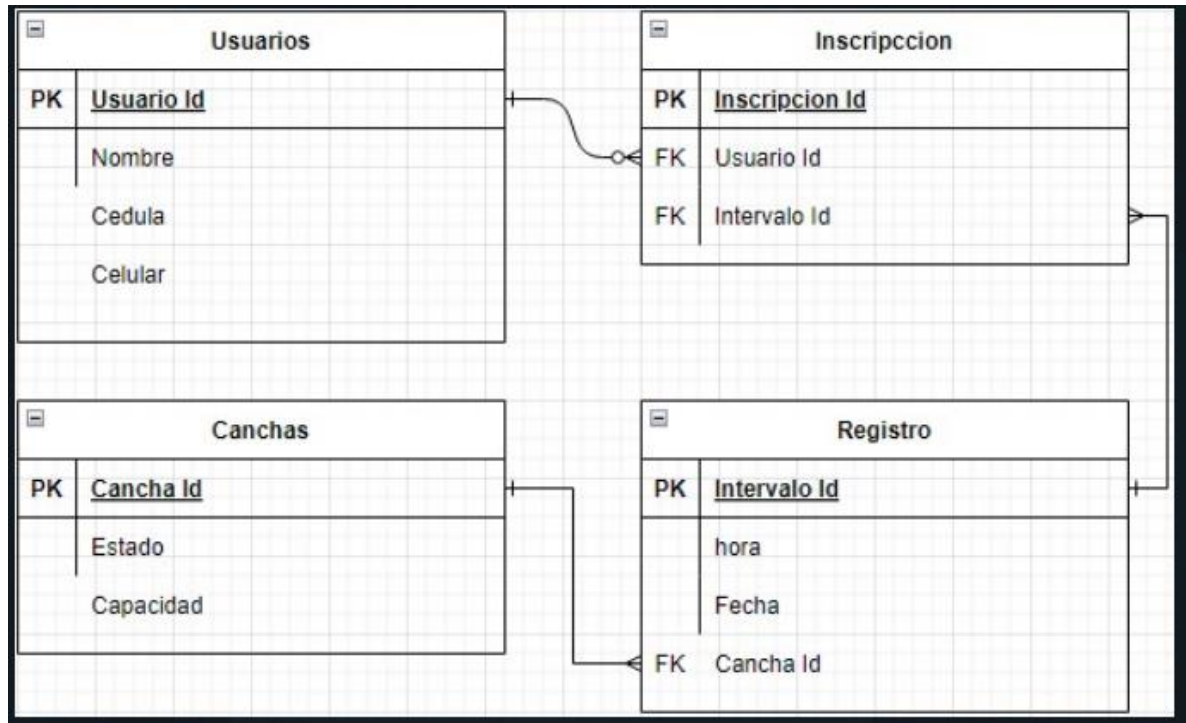 Usuarios
PK Usuario Id
Nombre
Cedula
Celular
Inscripccion
PK Inscripcion Id
FK Usuario Id
FK Intervalo Id
Canchas
PK Cancha Id
Estado
Capacidad
Registro
PK Intervalo Id
hora
Fecha
FK Cancha Id